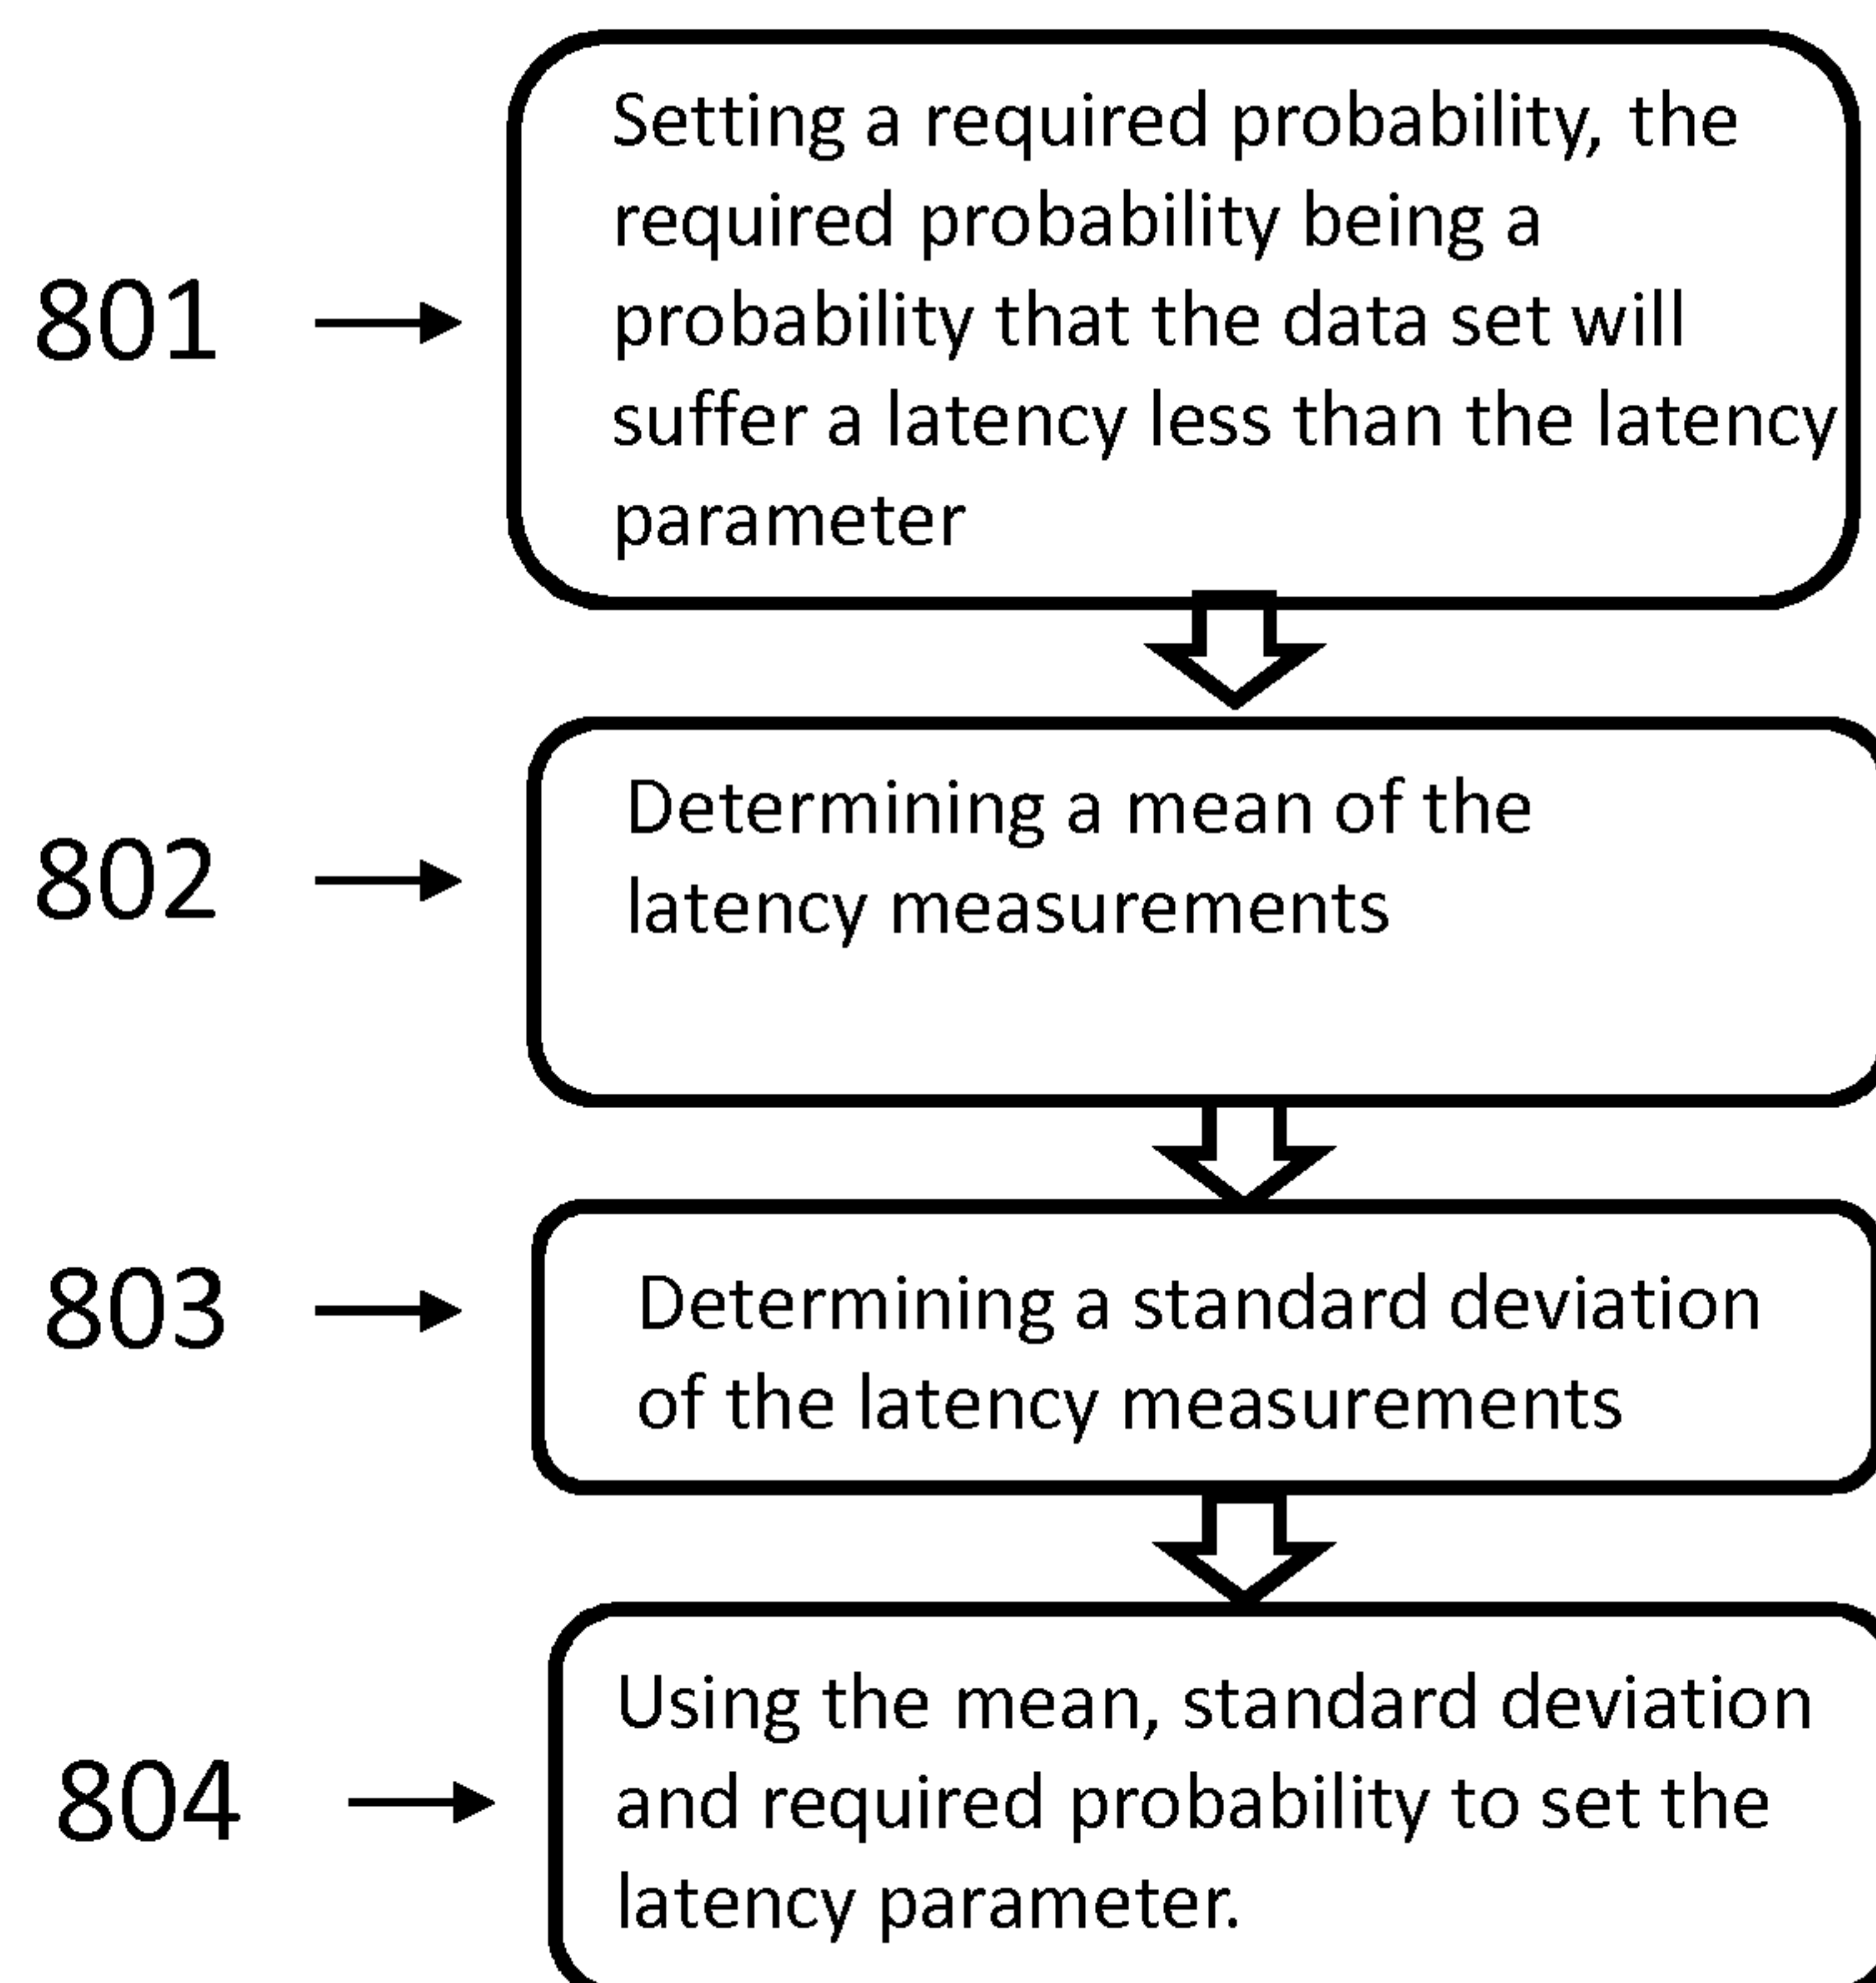 Setting a required probability, the
required probability being a
probability that the data set will
801
suffer a latency less than the latency
parameter
Determining a mean of the
802
latency measurements
803
Determining a standard deviation
of the latency measurements
Using the mean, standard deviation
804
and required probability to set the
latency parameter.